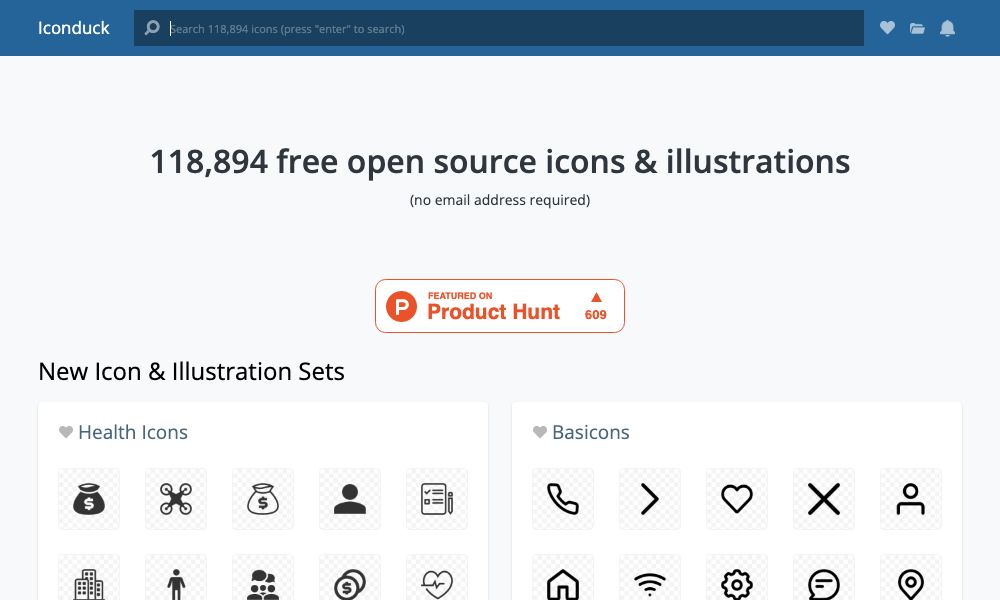 Iconduck
Search 118,894 icons (press "enter" to search)
118,894 free open source icons & illustrations
(no email address required)
FEATURED ON
Product Hunt
609
New Icon & Illustration Sets
Health Icons
Basicons